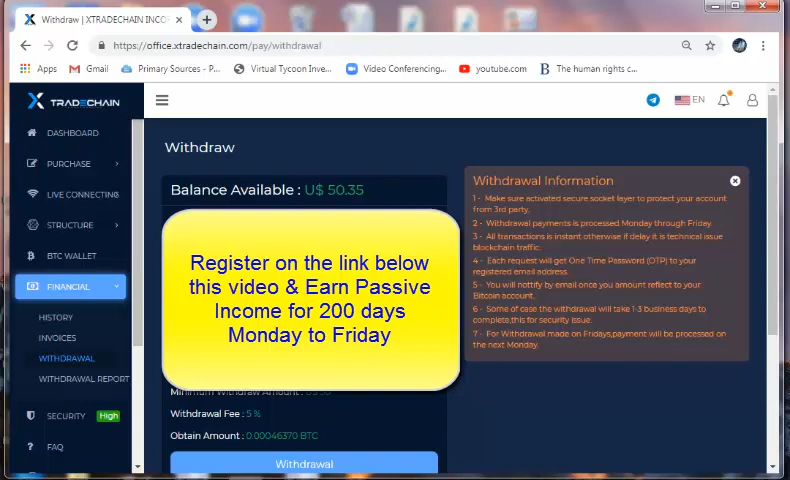 Withdraw | XTRADECHAIN INCO
https://office.xtradechain.com/pay/withdrawal
Apps
Gmail
Primary Sources - P...
Virtual Tycoon Inve...
Video Conferencing...
youtube.com
The human rights c...
TRADECHAIN
EN
DASHBOARD
PURCHASE
LIVE CONNECTING
STRUCTURE
BTC WALLET
FINANCIAL
HISTORY
INVOICES
WITHDRAWAL
WITHDRAWAL REPORT
SECURITY High
FAQ
Withdraw
Balance Available : U$ 50.35
Register on the link below
this video & Earn Passive
Income for 200 days
Monday to Friday
Minimum Withdraw Amount :
Withdrawal Fee : 5 %
Obtain Amount : 0.00046370 BTC
Withdrawal
Withdrawal Information
1 - Make sure activated secure socket layer to protect your account
from 3rd party.
2 - Withdrawal payments is processed Monday through Friday
3 - All transactions is instant otherwise if delay it is technical issue
blockchain traffic.
4 - Each request will get One Time Password (OTP) to your
registered email address.
5 - You will nottify by email once you amount reflect to your
Bitcoin account.
6 - Some of case the withdrawal will take 1-3 business days to
complete,this for security issue.
7 - For Withdrawal made on Fridays,payment will be processed on
the next Monday.